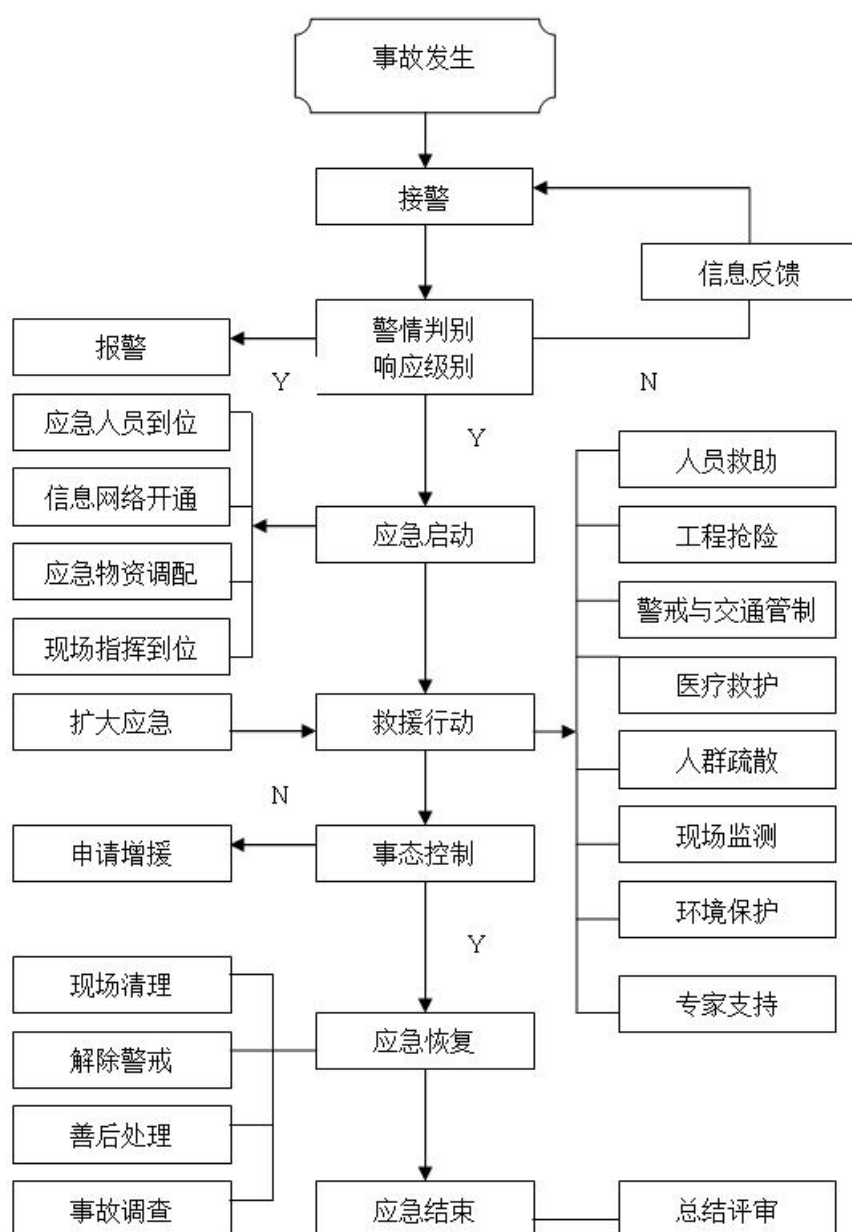 事故发生
接警
信息反馈
警情判别
响应级别
报警
Y
N
应急人员到位
Y
人员救助
信息网络开通
应急启动
工程抢险
应急物资调配
警戒与交通管制
现场指挥到位
医疗救护
扩大应急
救援行动
人群疏散
N
申请增援
事态控制
现场监测
环境保护
Y
现场清理
专家支持
应急恢复
解除警戒
善后处理
事故调查
应急结束
总结评审